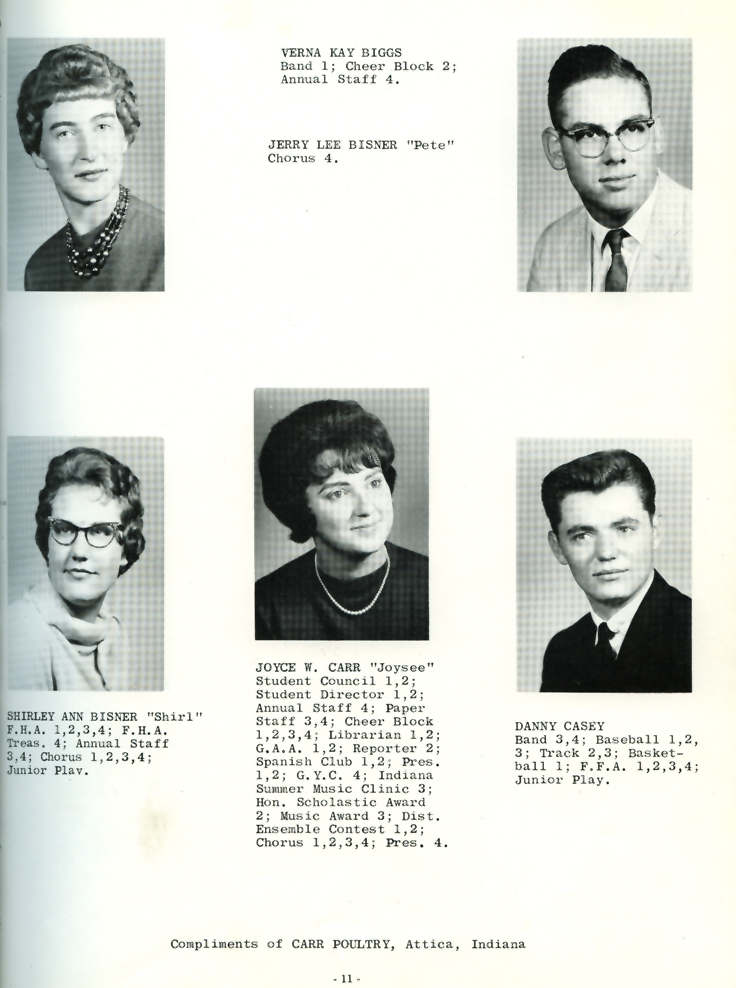 VERNA KAY BIGGS
Band 1; Cheer Block 2;
Annual Staff 4.
JERRY LEE BISNER "Pete"
Chorus 4.
SHIRLEY ANN BISNER "Shirl"
F.H.A. 1,2,3,4; F.H.A.
Treas. 4; Annual Staff
3,4; Chorus 1,2,3,4;
Junior Play.
JOYCE W. CARR "Joysee"
Student Council 1,2;
Student Director 1,2;
Annual Staff 4; Paper
Staff 3,4; Cheer Block
1,2,3,4; Librarian 1,2;
G.A.A. 1,2; Reporter 2;
Spanish Club 1,2; Pres.
1,2; G.Y.C. 4; Indiana
Summer Music Clinic 3;
Hon. Scholastic Award
2; Music Award 3; Dist.
Ensemble Contest 1,2;
Chorus 1,2,3,4; Pres. 4.
DANNY CASEY
Band 3,4; Baseball 1,2,
3; Track 2,3; Basket-
ball 1; F.F.A. 1,2,3,4;
Junior Play.
Compliments of CARR POULTRY, Attica, Indiana
- 11 -